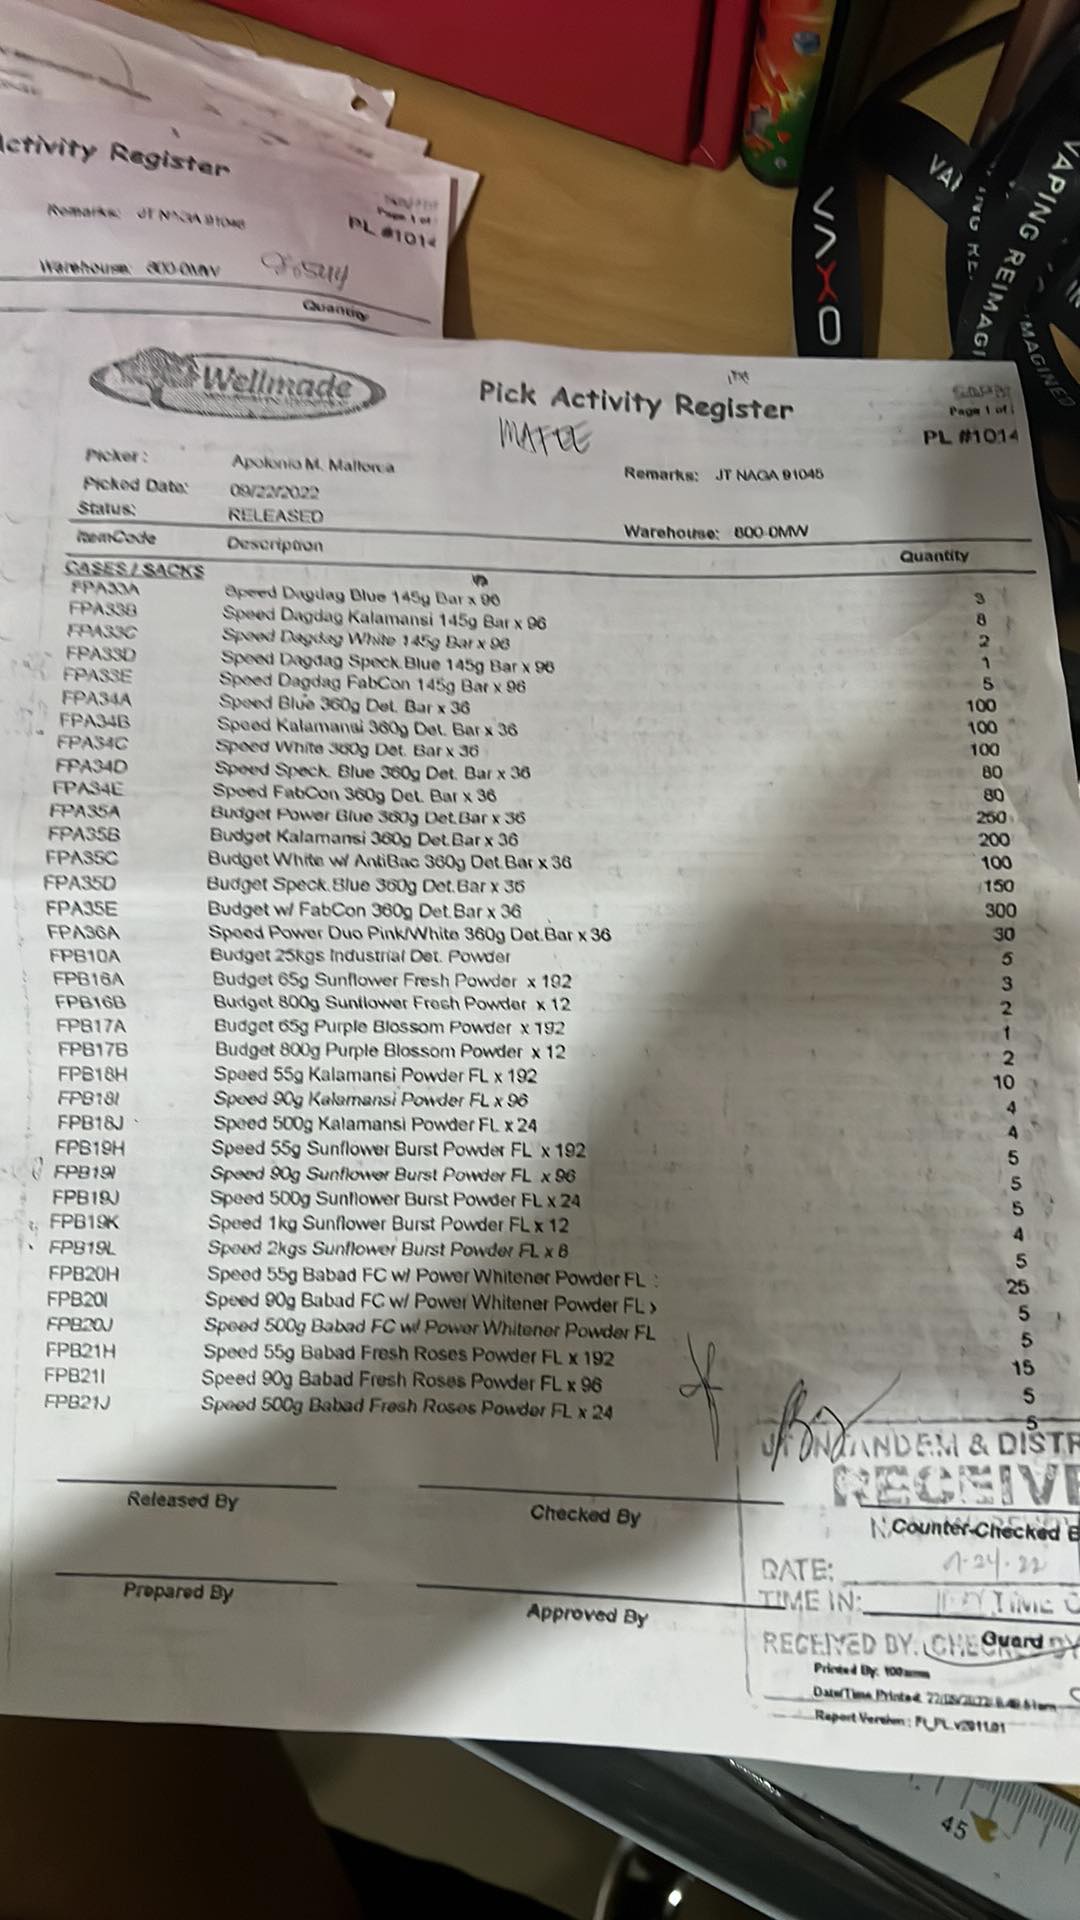 Activity Register
Remarks: JT NAGA 91045
Page 1 of
PL #1014
Warehouse: 800-0MW
Quantity
VAXO
VAPING REIMAGINED
Wellmade
Pick Activity Register
Page 1 of
PL #1014
Picker: Apolonio M. Mallorca
Remarks: JT NAGA 91045
Picked Date: 09/22/2022
Status: RELEASED
Warehouse: 800-0MW
ItemCode Description Quantity
CASES / SACKS
FPA33A Speed Dagdag Blue 145g Bar x 96 3
FPA33B Speed Dagdag Kalamansi 145g Bar x 96 8
FPA33C Speed Dagdag White 145g Bar x 96 2
FPA33D Speed Dagdag Speck.Blue 145g Bar x 96 1
FPA33E Speed Dagdag FabCon 145g Bar x 96 5
FPA34A Speed Blue 360g Det. Bar x 36 100
FPA34B Speed Kalamansi 360g Det. Bar x 36 100
FPA34C Speed White 360g Det. Bar x 36 100
FPA34D Speed Speck. Blue 360g Det. Bar x 36 80
FPA34E Speed FabCon 360g Det. Bar x 36 80
FPA35A Budget Power Blue 360g Det.Bar x 36 250
FPA35B Budget Kalamansi 360g Det.Bar x 36 200
FPA35C Budget White w/ AntiBac 360g Det.Bar x 36 100
FPA35D Budget Speck.Blue 360g Det.Bar x 36 150
FPA35E Budget w/ FabCon 360g Det.Bar x 36 300
FPA36A Speed Power Duo Pink/White 360g Det.Bar x 36 30
FPB10A Budget 25kgs Industrial Det. Powder 5
FPB16A Budget 65g Sunflower Fresh Powder x 192 3
FPB16B Budget 800g Sunflower Fresh Powder x 12 2
FPB17A Budget 65g Purple Blossom Powder x 192 1
FPB17B Budget 800g Purple Blossom Powder x 12 2
FPB18H Speed 55g Kalamansi Powder FL x 192 10
FPB18I Speed 90g Kalamansi Powder FL x 96 4
FPB18J Speed 500g Kalamansi Powder FL x 24 4
FPB19H Speed 55g Sunflower Burst Powder FL x 192 5
FPB19I Speed 90g Sunflower Burst Powder FL x 96 5
FPB19J Speed 500g Sunflower Burst Powder FL x 24 5
FPB19K Speed 1kg Sunflower Burst Powder FL x 12 4
FPB19L Speed 2kgs Sunflower Burst Powder FL x 6 5
FPB20H Speed 55g Babad FC w/ Power Whitener Powder FL 25
FPB20I Speed 90g Babad FC w/ Power Whitener Powder FL 5
FPB20J Speed 500g Babad FC w/ Power Whitener Powder FL 5
FPB21H Speed 55g Babad Fresh Roses Powder FL x 192 15
FPB21I Speed 90g Babad Fresh Roses Powder FL x 96 5
FPB21J Speed 500g Babad Fresh Roses Powder FL x 24 5
TANDEM & DISTR
RECEIVE
Released By Checked By Counter-Checked B
DATE: 9-24-22
TIME IN: TIME O
Prepared By Approved By Guard
RECEIVED BY: CHECKED BY
Printed By:
Date/Time Printed:
Report Version: PI_PL.v2011.01
45